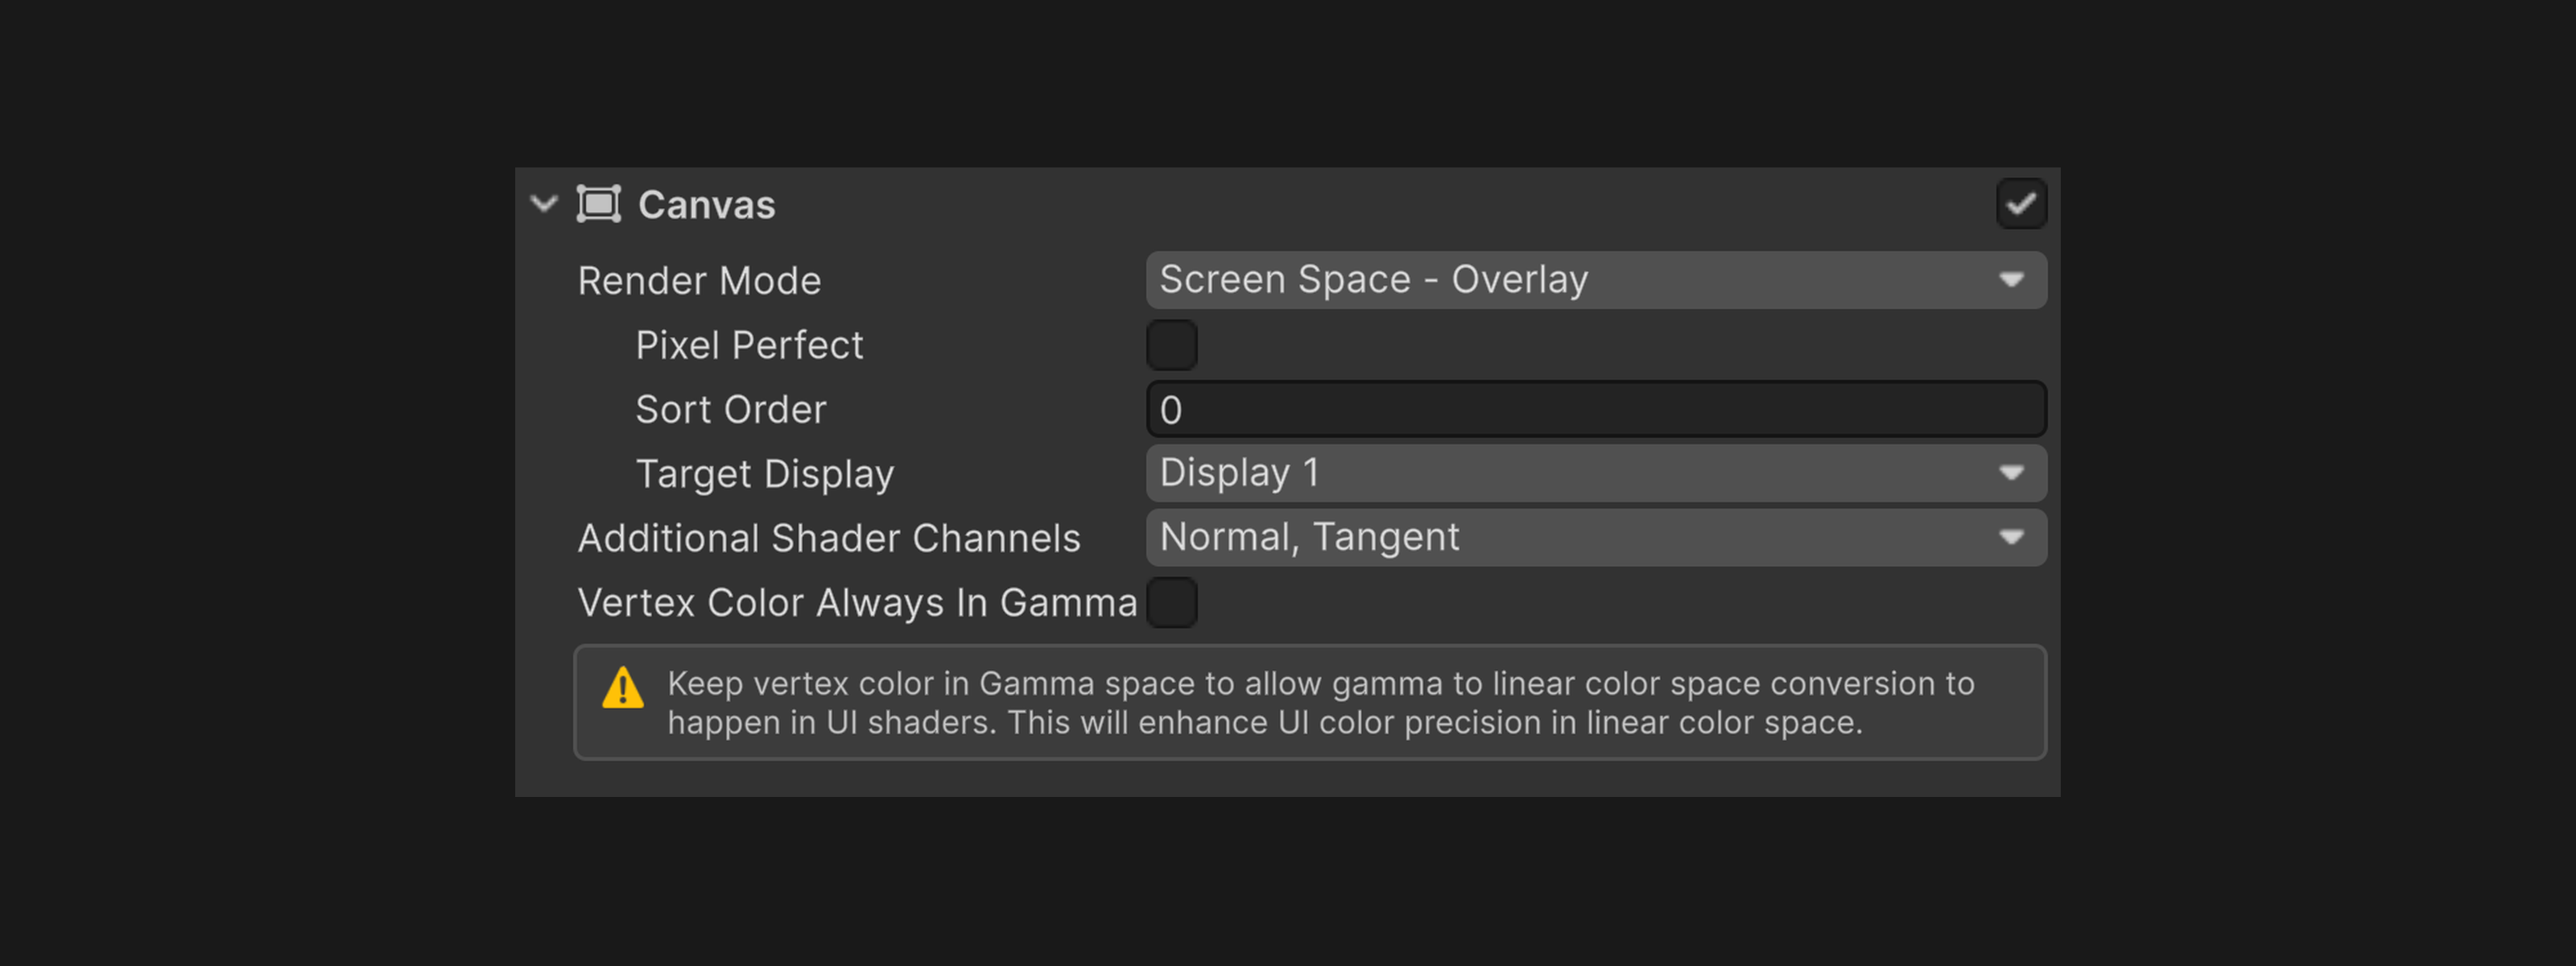 Canvas
Render Mode Screen Space - Overlay
Pixel Perfect
Sort Order 0
Target Display Display 1
Additional Shader Channels Normal, Tangent
Vertex Color Always In Gamma
Keep vertex color in Gamma space to allow gamma to linear color space conversion to
happen in UI shaders. This will enhance UI color precision in linear color space.